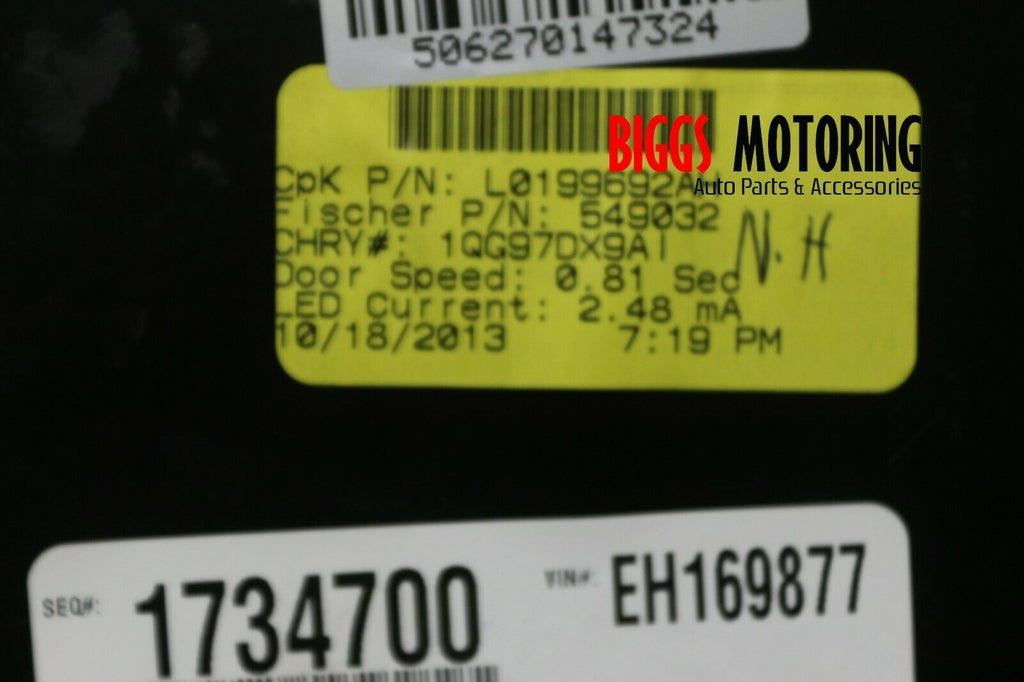 506270147324
BIGGS MOTORING
Auto Parts & Accessories
CpK P/N: L0199692A
Fischer P/N: 549032
CHRY#: 1QG97DX9AI
Door Speed: 0.81 Sec
N.H
LED Current: 2.48 mA
10/18/2013 7:19 PM
SEQ#: 1734700
VIN#: EH169877